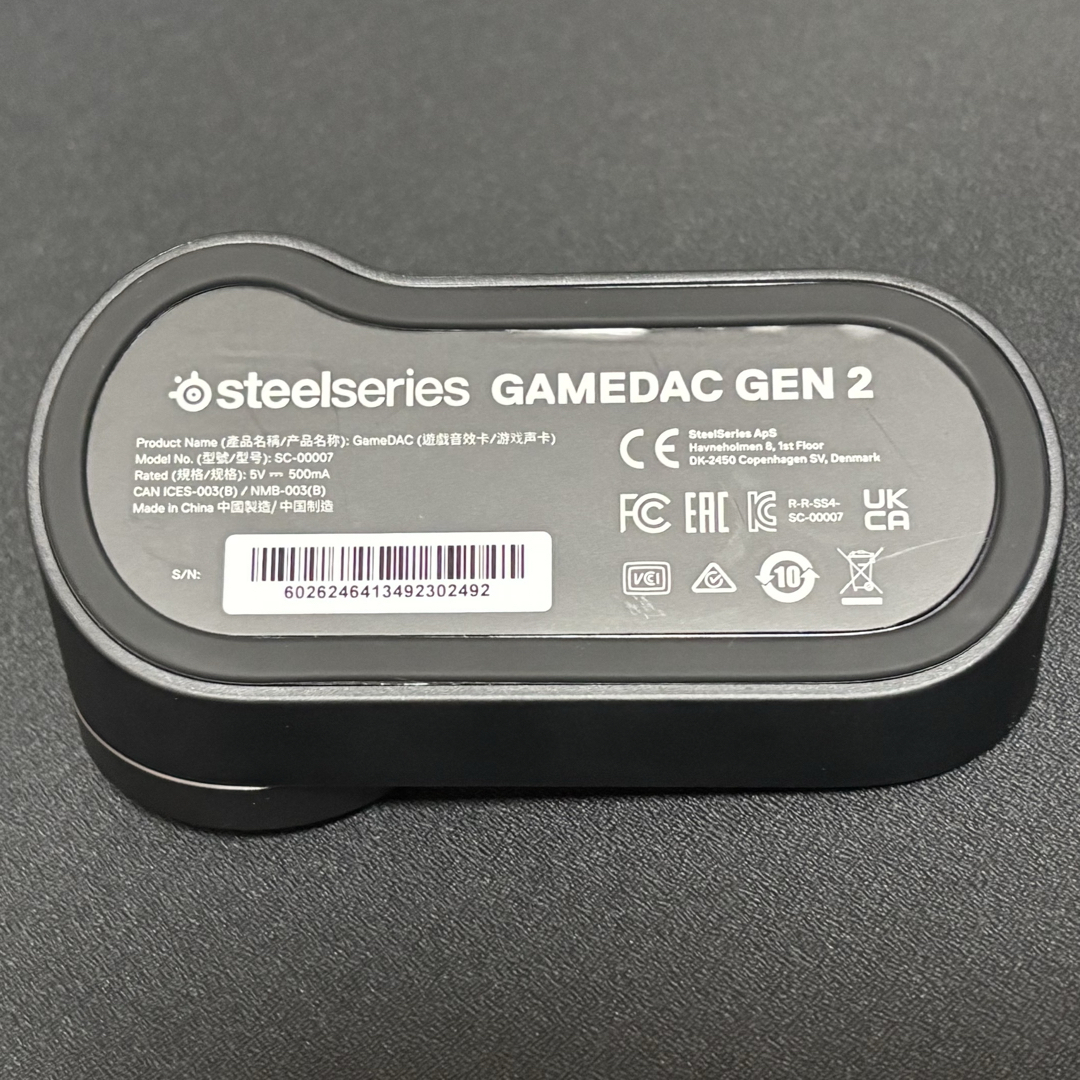 steelseries GAMEDAC GEN 2
Product Name (產品名稱/产品名称): GameDAC (遊戲音效卡/游戏声卡)
Model No. (型號/型号): SC-00007
Rated (規格/规格): 5V ⎓ 500mA
CAN ICES-003(B) / NMB-003(B)
Made in China 中國製造/ 中国制造
S/N:
6026246413492302492
CE
SteelSeries ApS
Havneholmen 8, 1st Floor
DK-2450 Copenhagen SV, Denmark
FC EAC KC
R-R-SS4-
SC-00007
UK
CA
VCI
10